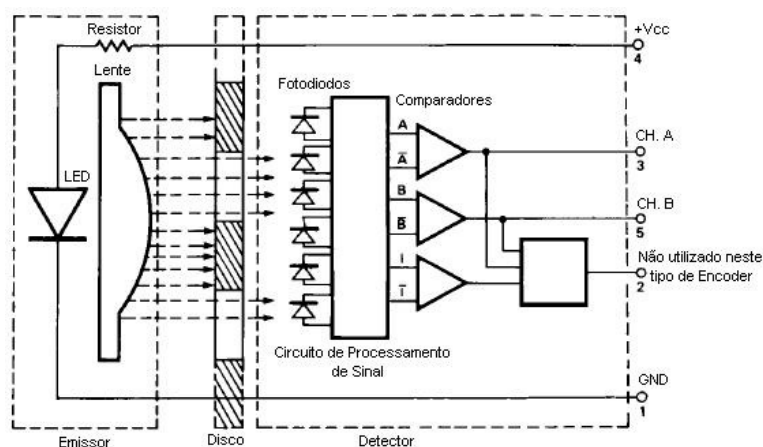 Resistor
+Vcc
4
Lente
Fotodiodos
Comparadores
LED
A
A̅
CH. A
3
B
B̅
CH. B
5
I
I̅
Não utilizado neste
tipo de Encoder
2
Circuito de Processamento
de Sinal
GND
1
Emissor
Disco
Detector